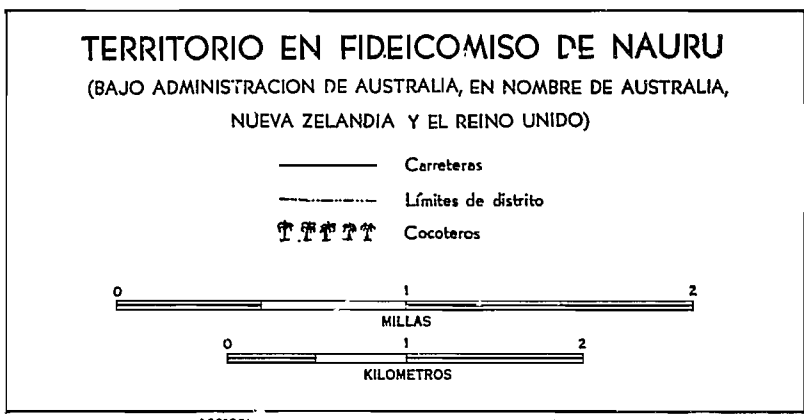 TERRITORIO EN FIDEICOMISO DE NAURU
(BAJO ADMINISTRACION DE AUSTRALIA, EN NOMBRE DE AUSTRALIA,
NUEVA ZELANDIA Y EL REINO UNIDO)
Carreteras
Límites de distrito
Cocoteros
0 1 2
MILLAS
0 1 2
KILOMETROS